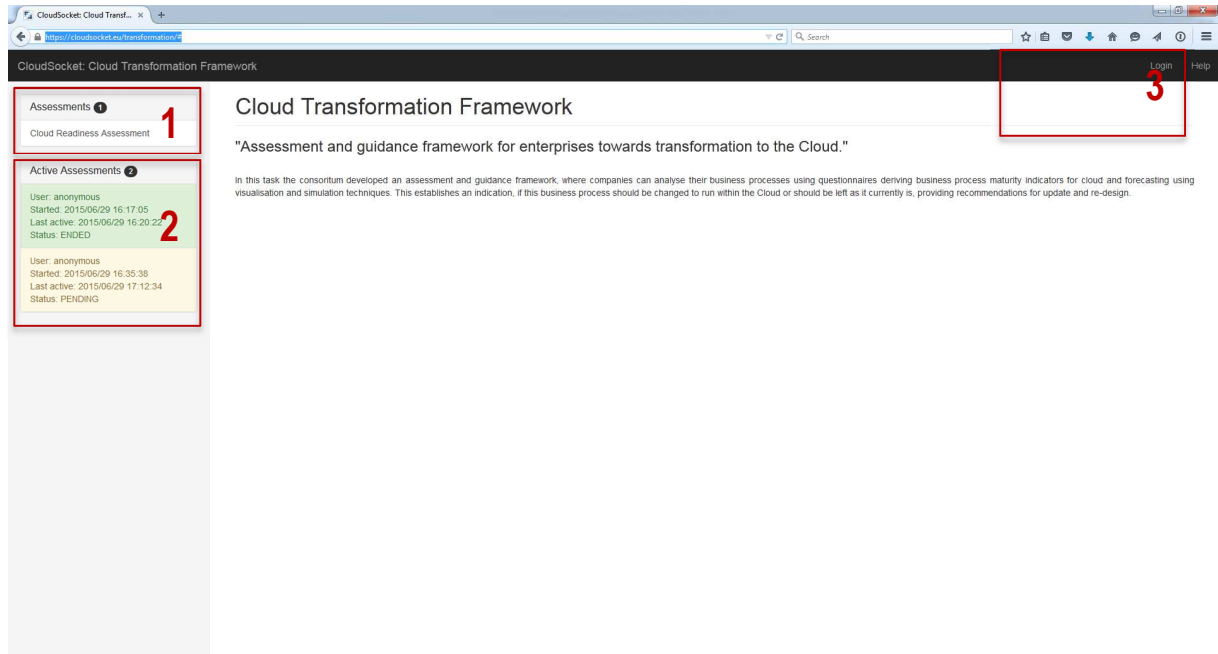 CloudSocket: Cloud Transf...
https://cloudsocket.eu/transformation/#
Search
CloudSocket: Cloud Transformation Framework
Login
Help
3
Assessments 1
Cloud Readiness Assessment
1
Active Assessments 2
User: anonymous
Started: 2015/06/29 16:17:05
Last active: 2015/06/29 16:20:22
Status: ENDED
2
User: anonymous
Started: 2015/06/29 16:35:38
Last active: 2015/06/29 17:12:34
Status: PENDING
Cloud Transformation Framework
"Assessment and guidance framework for enterprises towards transformation to the Cloud."
In this task the consoritum developed an assessment and guidance framework, where companies can analyse their business processes using questionnaires deriving business process maturity indicators for cloud and forecasting using
visualisation and simulation techniques. This establishes an indication, if this business process should be changed to run within the Cloud or should be left as it currently is, providing recommendations for update and re-design.